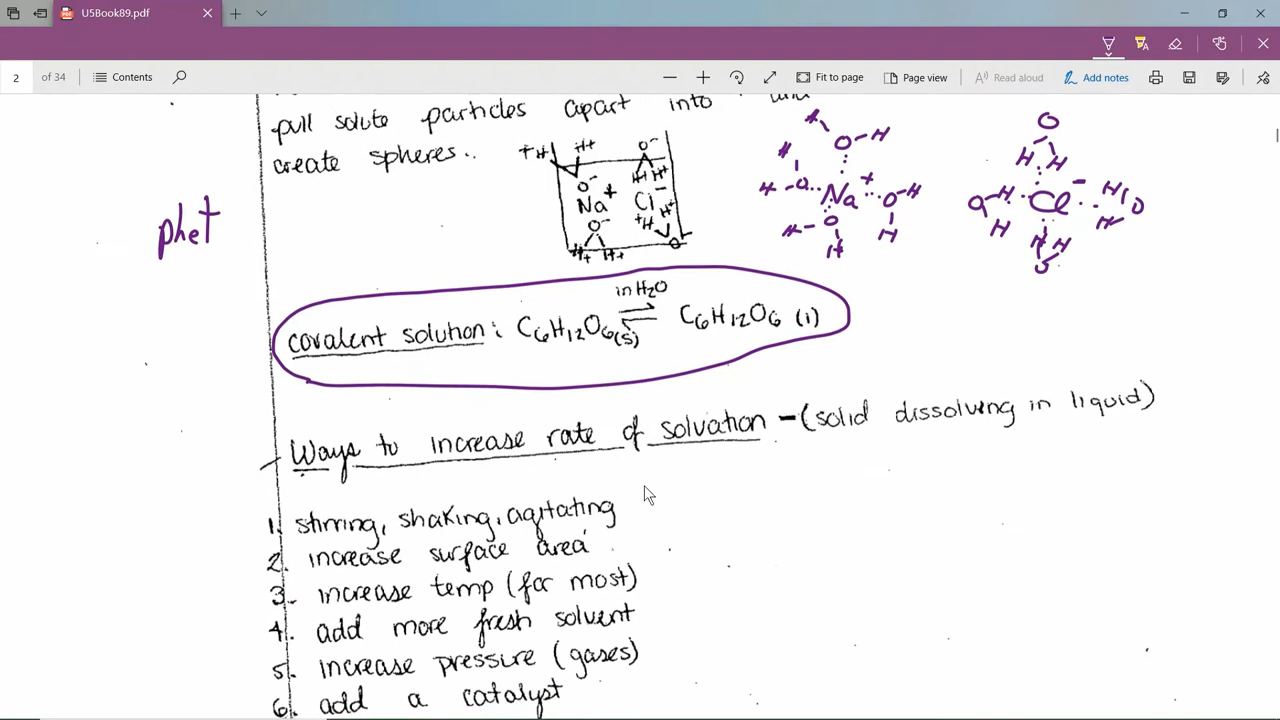 U5Book89.pdf
2 of 34 Contents Fit to page Page view Read aloud Add notes
pull solute particles apart into
create spheres..
+H H+ O- H+ H+
O- Na+ Cl-
H+ +H
O- H+ H+ O-
H O H H O Na+ O H H O H H
O H H O H Cl- H O H H H O H
phet
in H2O
covalent solution: C6H12O6(s) ⇌ C6H12O6 (l)
Ways to increase rate of solvation - (solid dissolving in liquid)
1. stirring, shaking, agitating
2. increase surface area
3. increase temp (for most)
4. add more fresh solvent
5. increase pressure (gases)
6. add a catalyst